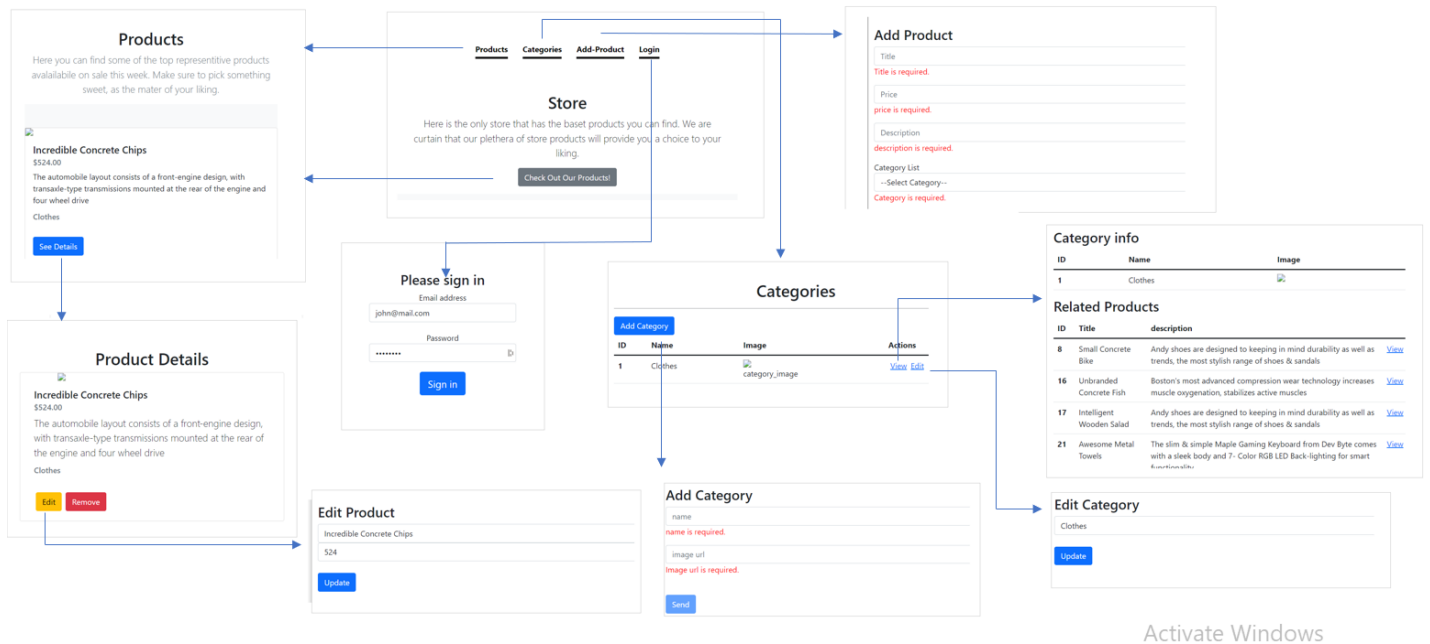 Products
Here you can find some of the top representitive products
avalailabile on sale this week. Make sure to pick something
sweet, as the mater of your liking.
Incredible Concrete Chips
$524.00
The automobile layout consists of a front-engine design, with
transaxle-type transmissions mounted at the rear of the engine and
four wheel drive
Clothes
See Details
Products Categories Add-Product Login
Store
Here is the only store that has the baset products you can find. We are
curtain that our plethera of store products will provide you a choice to your
liking.
Check Out Our Products!
Add Product
Title
Title is required.
Price
price is required.
Description
description is required.
Category List
--Select Category--
Category is required.
Please sign in
Email address
john@mail.com
Password
••••••••
Sign in
Categories
Add Category
ID Name Image Actions
1 Clothes category_image View Edit
Category info
ID Name Image
1 Clothes
Related Products
ID Title description
8 Small Concrete Andy shoes are designed to keeping in mind durability as well as View
Bike trends, the most stylish range of shoes & sandals
16 Unbranded Boston's most advanced compression wear technology increases View
Concrete Fish muscle oxygenation, stabilizes active muscles
17 Intelligent Andy shoes are designed to keeping in mind durability as well as View
Wooden Salad trends, the most stylish range of shoes & sandals
21 Awesome Metal The slim & simple Maple Gaming Keyboard from Dev Byte comes View
Towels with a sleek body and 7- Color RGB LED Back-lighting for smart
functionality
Product Details
Incredible Concrete Chips
$524.00
The automobile layout consists of a front-engine design,
with transaxle-type transmissions mounted at the rear of
the engine and four wheel drive
Clothes
Edit Remove
Edit Product
Incredible Concrete Chips
524
Update
Add Category
name
name is required.
image url
Image url is required.
Send
Edit Category
Clothes
Update
Activate Windows